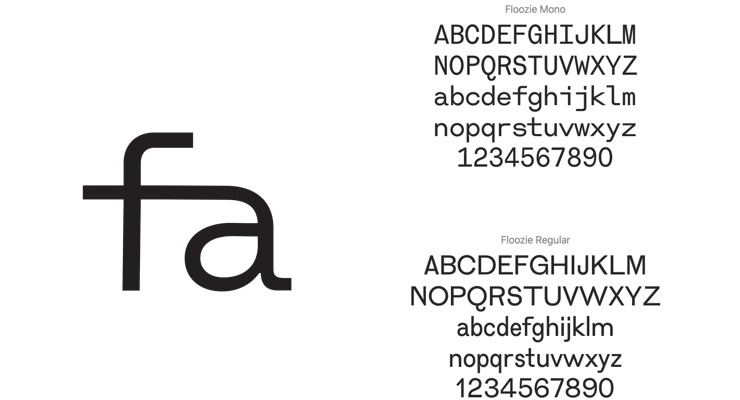 fa
Floozie Mono
ABCDEFGHIJKLM
NOPQRSTUVWXYZ
abcdefghijklm
nopqrstuvwxyz
1234567890
Floozie Regular
ABCDEFGHIJKLM
NOPQRSTUVWXYZ
abcdefghijklm
nopqrstuvwxyz
1234567890